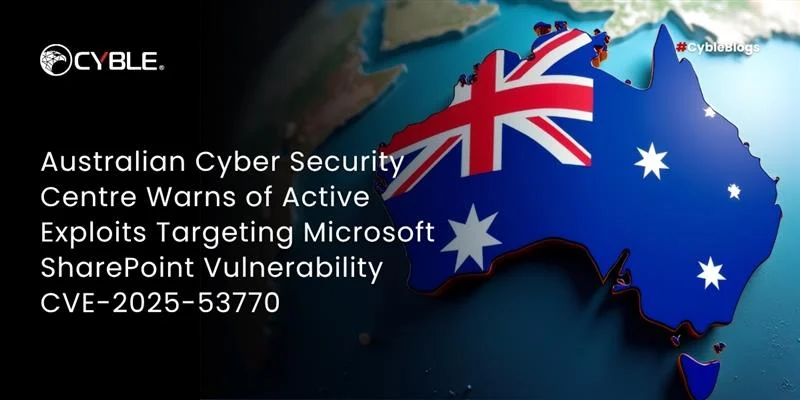 CYBLE®
#CybleBlogs
Australian Cyber Security
Centre Warns of Active
Exploits Targeting Microsoft
SharePoint Vulnerability
CVE-2025-53770